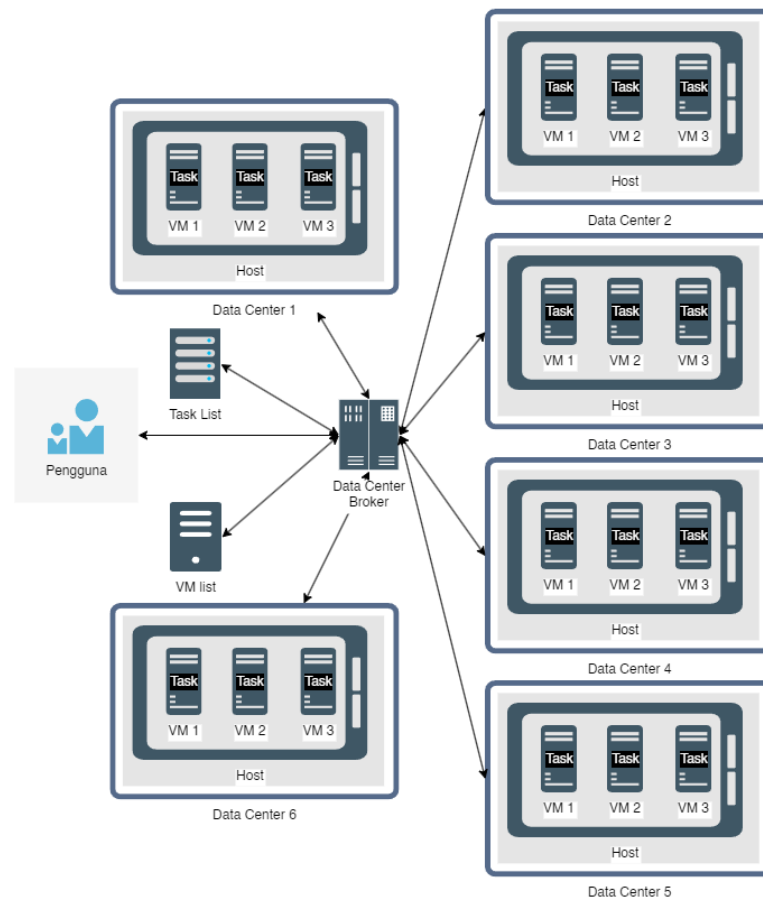 Task Task Task
VM 1 VM 2 VM 3
Host
Data Center 1
Task List
Pengguna
Data Center
Broker
VM list
Task Task Task
VM 1 VM 2 VM 3
Host
Data Center 6
Task Task Task
VM 1 VM 2 VM 3
Host
Data Center 2
Task Task Task
VM 1 VM 2 VM 3
Host
Data Center 3
Task Task Task
VM 1 VM 2 VM 3
Host
Data Center 4
Task Task Task
VM 1 VM 2 VM 3
Host
Data Center 5